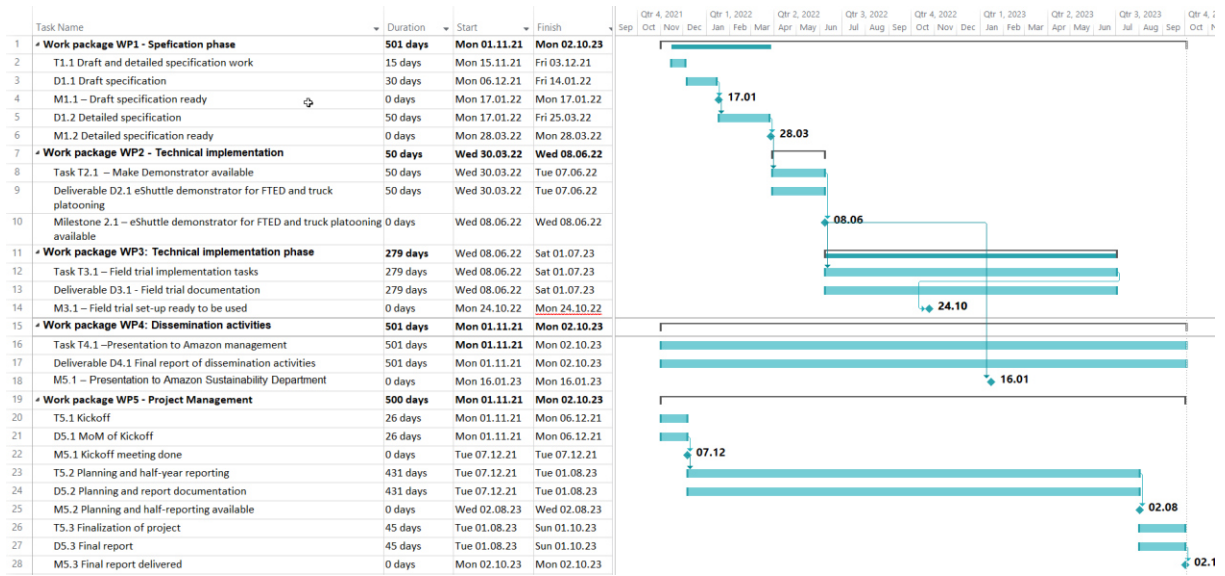 Qtr 4, 2021 Qtr 1, 2022 Qtr 2, 2022 Qtr 3, 2022 Qtr 4, 2022 Qtr 1, 2023 Qtr 2, 2023 Qtr 3, 2023 Qtr 4, 2
Task Name Duration Start Finish Sep Oct Nov Dec Jan Feb Mar Apr May Jun Jul Aug Sep Oct Nov Dec Jan Feb Mar Apr May Jun Jul Aug Sep Oct N
1 Work package WP1 - Spefication phase 501 days Mon 01.11.21 Mon 02.10.23
2 T1.1 Draft and detailed specification work 15 days Mon 15.11.21 Fri 03.12.21
3 D1.1 Draft specification 30 days Mon 06.12.21 Fri 14.01.22
4 M1.1 – Draft specification ready 0 days Mon 17.01.22 Mon 17.01.22 17.01
5 D1.2 Detailed specification 50 days Mon 17.01.22 Fri 25.03.22
6 M1.2 Detailed specification ready 0 days Mon 28.03.22 Mon 28.03.22 28.03
7 Work package WP2 - Technical implementation 50 days Wed 30.03.22 Wed 08.06.22
8 Task T2.1 – Make Demonstrator available 50 days Wed 30.03.22 Tue 07.06.22
9 Deliverable D2.1 eShuttle demonstrator for FTED and truck 50 days Wed 30.03.22 Tue 07.06.22
platooning
10 Milestone 2.1 – eShuttle demonstrator for FTED and truck platooning 0 days Wed 08.06.22 Wed 08.06.22 08.06
available
11 Work package WP3: Technical implementation phase 279 days Wed 08.06.22 Sat 01.07.23
12 Task T3.1 – Field trial implementation tasks 279 days Wed 08.06.22 Sat 01.07.23
13 Deliverable D3.1 - Field trial documentation 279 days Wed 08.06.22 Sat 01.07.23
14 M3.1 – Field trial set-up ready to be used 0 days Mon 24.10.22 Mon 24.10.22 24.10
15 Work package WP4: Dissemination activities 501 days Mon 01.11.21 Mon 02.10.23
16 Task T4.1 –Presentation to Amazon management 501 days Mon 01.11.21 Mon 02.10.23
17 Deliverable D4.1 Final report of dissemination activities 501 days Mon 01.11.21 Mon 02.10.23
18 M5.1 – Presentation to Amazon Sustainability Department 0 days Mon 16.01.23 Mon 16.01.23 16.01
19 Work package WP5 - Project Management 500 days Mon 01.11.21 Mon 02.10.23
20 T5.1 Kickoff 26 days Mon 01.11.21 Mon 06.12.21
21 D5.1 MoM of Kickoff 26 days Mon 01.11.21 Mon 06.12.21
22 M5.1 Kickoff meeting done 0 days Tue 07.12.21 Tue 07.12.21 07.12
23 T5.2 Planning and half-year reporting 431 days Tue 07.12.21 Tue 01.08.23
24 D5.2 Planning and report documentation 431 days Tue 07.12.21 Tue 01.08.23
25 M5.2 Planning and half-reporting available 0 days Wed 02.08.23 Wed 02.08.23 02.08
26 T5.3 Finalization of project 45 days Tue 01.08.23 Sun 01.10.23
27 D5.3 Final report 45 days Tue 01.08.23 Sun 01.10.23
28 M5.3 Final report delivered 0 days Mon 02.10.23 Mon 02.10.23 02.1